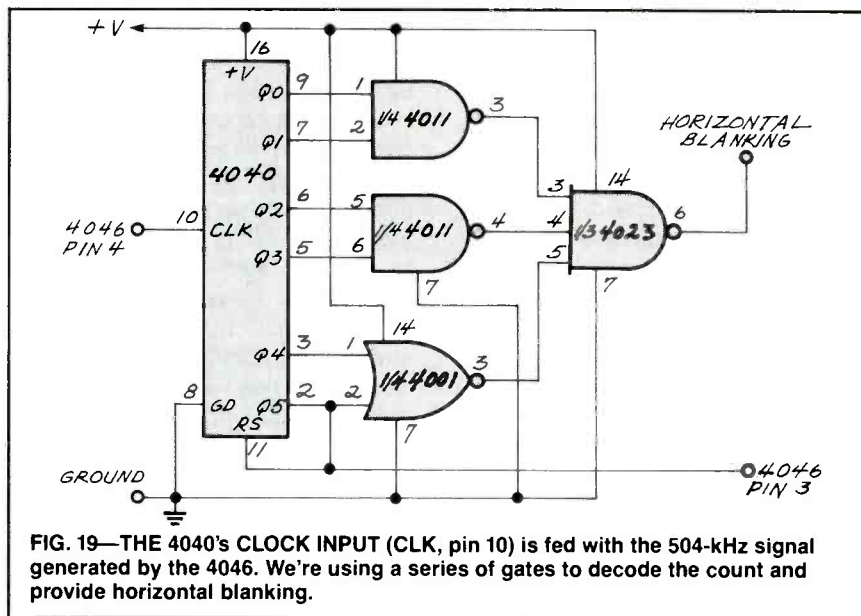 +V
16
+V
Q0 9 1
1/4 4011
3
Q1 7 2
4040
HORIZONTAL
BLANKING
14
3
4046
PIN 4
10 CLK
Q2 6 5
1/4 4011
4
4
1/3 4023
6
Q3 5 6
5
7
7
14
Q4 3 1
1/4 4001
3
8 GD
Q5 2 2
RS
11
7
GROUND
4046
PIN 3
FIG. 19—THE 4040's CLOCK INPUT (CLK, pin 10) is fed with the 504-kHz signal
generated by the 4046. We're using a series of gates to decode the count and
provide horizontal blanking.